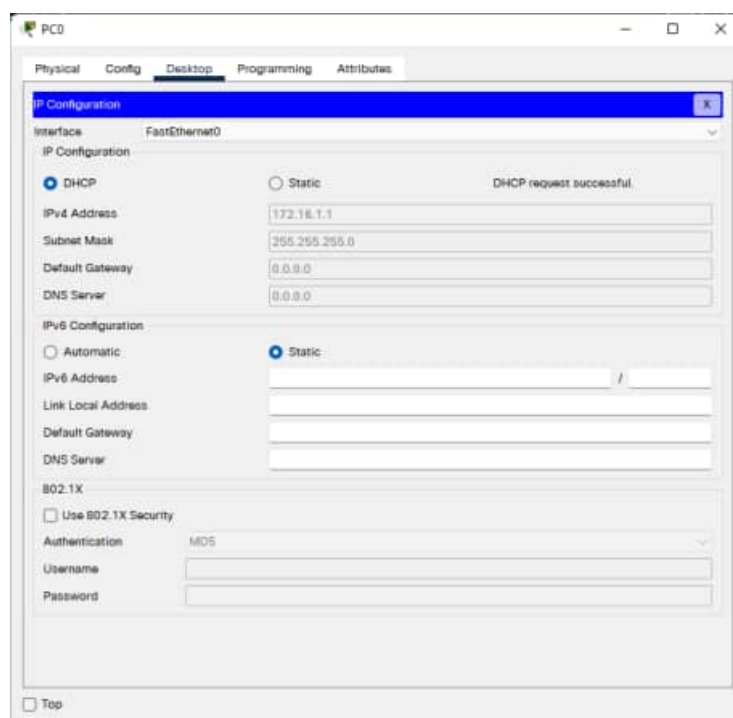 PC0
Physical Config Desktop Programming Attributes
IP Configuration X
Interface FastEthernet0
IP Configuration
DHCP Static DHCP request successful.
IPv4 Address 172.16.1.1
Subnet Mask 255.255.255.0
Default Gateway 0.0.0.0
DNS Server 0.0.0.0
IPv6 Configuration
Automatic Static
IPv6 Address /
Link Local Address
Default Gateway
DNS Server
802.1X
Use 802.1X Security
Authentication MD5
Username
Password
Top